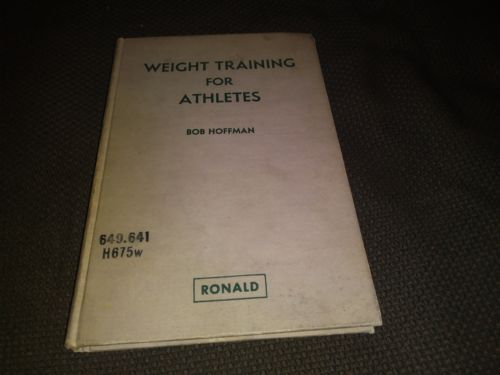 WEIGHT TRAINING
FOR
ATHLETES
BOB HOFFMAN
649.641
H675w
RONALD